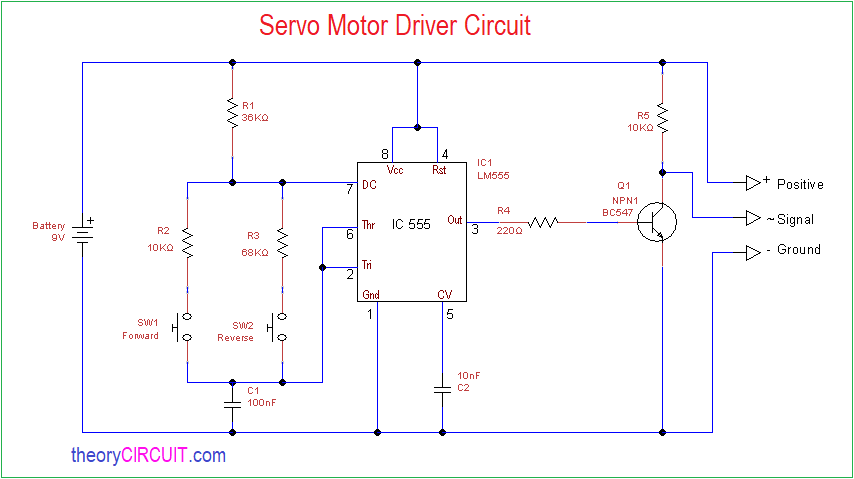 Servo Motor Driver Circuit
R1
36KΩ
R5
10KΩ
8
4
Vcc
Rst
IC1
LM555
7
DC
Q1
NPN1
BC547
+ Positive
R4
220Ω
Battery
9V
+
R2
10KΩ
R3
68KΩ
Thr
6
IC 555
Out
3
~ Signal
- Ground
Tri
2
Gnd
CV
1
5
SW1
Forward
SW2
Reverse
10nF
C2
C1
100nF
theoryCIRCUIT.com